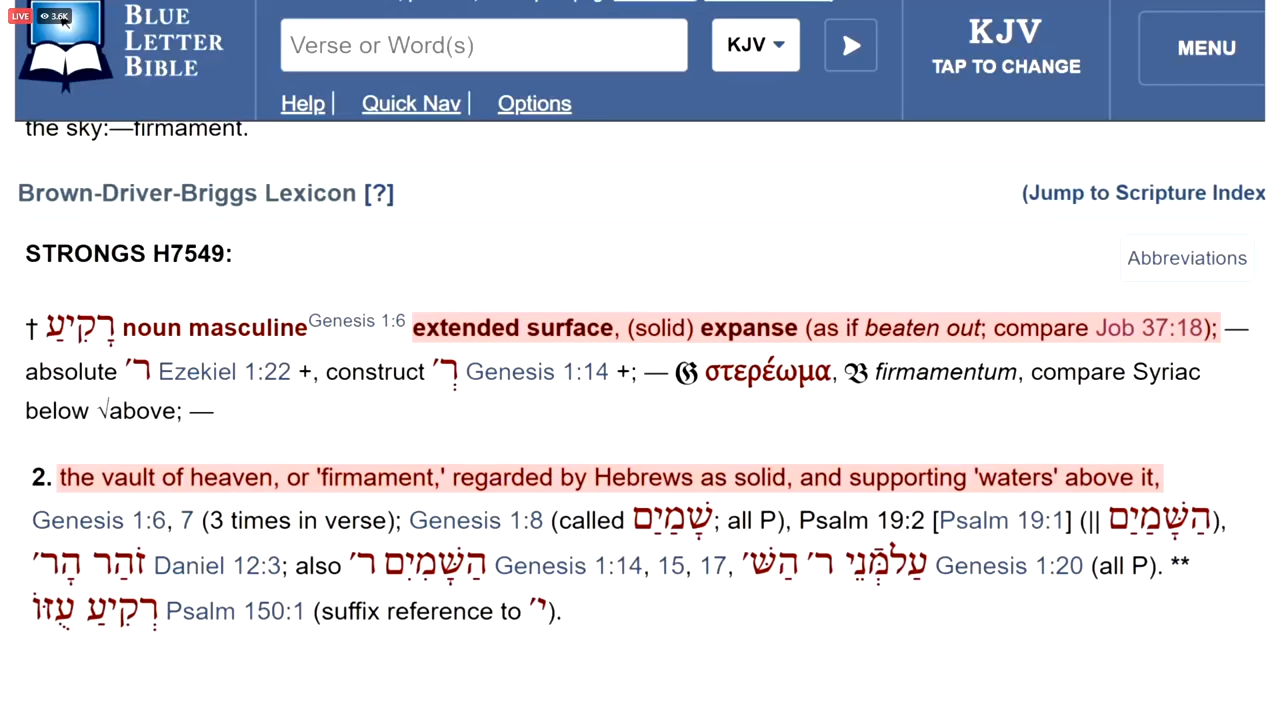 LIVE 3.6K
BLUE
LETTER
BIBLE
Verse or Word(s)
KJV
KJV
TAP TO CHANGE
MENU
Help | Quick Nav | Options
the sky:—firmament.
Brown-Driver-Briggs Lexicon [?]
(Jump to Scripture Index
STRONGS H7549:
Abbreviations
† רָקִיעַ noun masculine Genesis 1:6 extended surface, (solid) expanse (as if beaten out; compare Job 37:18); —
absolute ר׳ Ezekiel 1:22 +, construct רְ׳ Genesis 1:14 +; — 𝕲 στερέωμα, 𝖁 firmamentum, compare Syriac
below √above; —
2. the vault of heaven, or 'firmament,' regarded by Hebrews as solid, and supporting 'waters' above it,
Genesis 1:6, 7 (3 times in verse); Genesis 1:8 (called שָׁמַיַם; all P), Psalm 19:2 [Psalm 19:1] (|| הַשָּׁמַיַם),
זֹהַר הָר׳ Daniel 12:3; also ר׳ הַשָּׁמִיִם Genesis 1:14, 15, 17, עַלמְּֿנֵי ר׳ הַשּׁ׳ Genesis 1:20 (all P). **
רְקִיעַ עֻזּוֹ Psalm 150:1 (suffix reference to י׳).